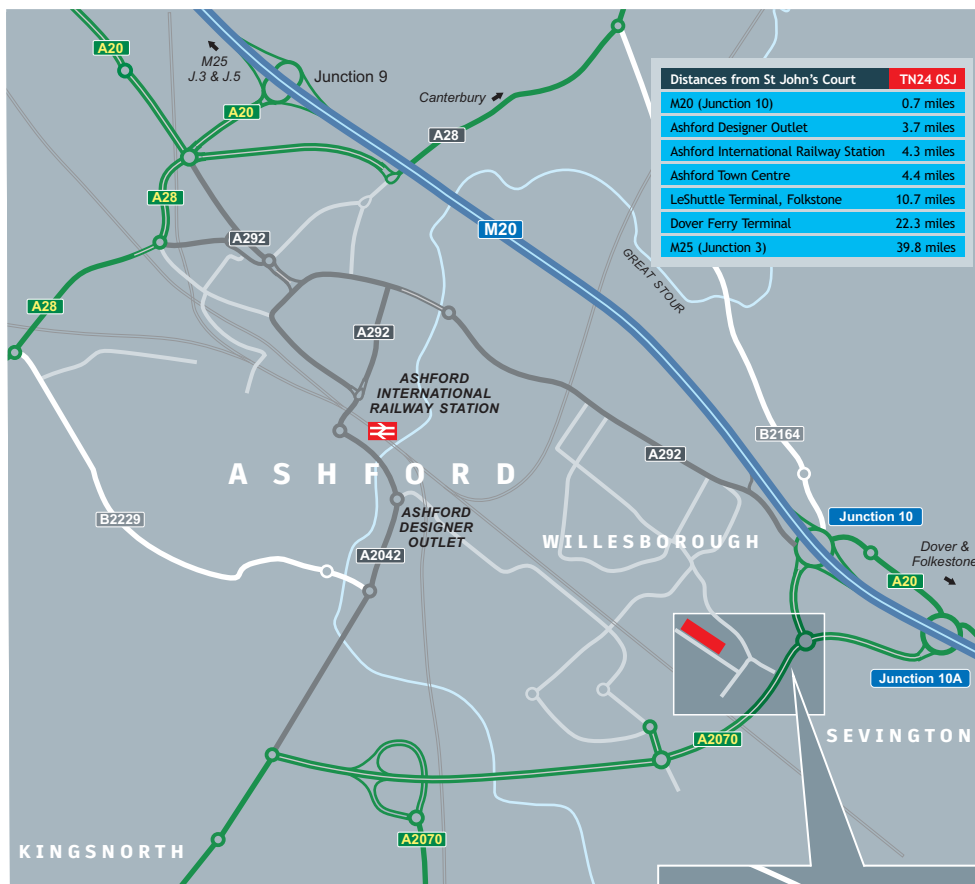 A20
M25
J.3 & J.5
Junction 9
A20
Canterbury
A28
Distances from St John's Court TN24 0SJ
M20 (Junction 10) 0.7 miles
Ashford Designer Outlet 3.7 miles
Ashford International Railway Station 4.3 miles
Ashford Town Centre 4.4 miles
LeShuttle Terminal, Folkstone 10.7 miles
Dover Ferry Terminal 22.3 miles
M25 (Junction 3) 39.8 miles
A28
A292
M20
GREAT STOUR
A28
A292
ASHFORD
INTERNATIONAL
RAILWAY STATION
B2164
A292
ASHFORD
B2229
ASHFORD
DESIGNER
OUTLET
Junction 10
WILLESBOROUGH
A2042
Dover &
Folkestone
A20
Junction 10A
A2070
SEVINGTON
A2070
KINGSNORTH